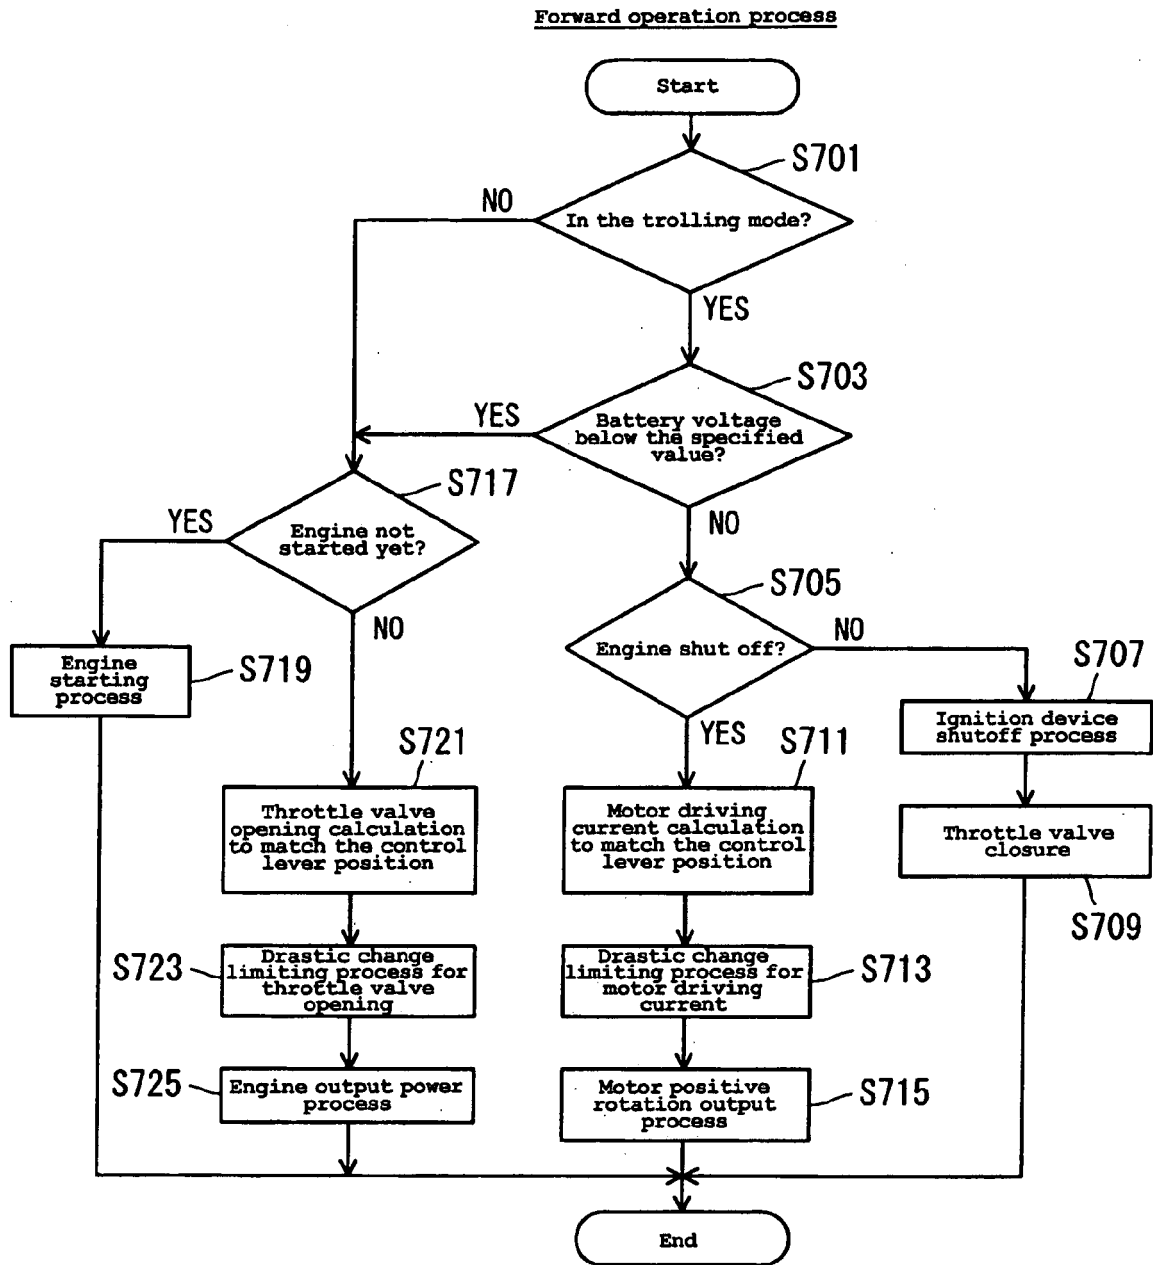 Forward operation process
Start
S701
NO
In the trolling mode?
YES
S703
YES
Battery voltage
below the specified
value?
S717
YES
NO
Engine not
started yet?
S705
NO
NO
Engine shut off?
S707
Engine
starting
process
S719
YES
Ignition device
shutoff process
S721
S711
Throttle valve
opening calculation
to match the control
lever position
Motor driving
current calculation
to match the control
lever position
Throttle valve
closure
S709
S723
Drastic change
limiting process for
throttle valve
opening
Drastic change
limiting process for
motor driving
current
S713
S725
Engine output power
process
Motor positive
rotation output
process
S715
End